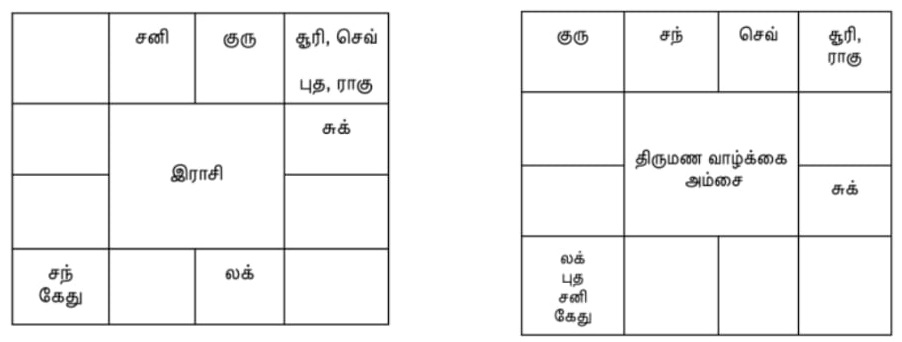 சனி
குரு
சூரி, செவ்
புத, ராகு
சுக்
இராசி
சந்
கேது
லக்
குரு
சந்
செவ்
சூரி,
ராகு
திருமண வாழ்க்கை
அம்சை
சுக்
லக்
புத
சனி
கேது